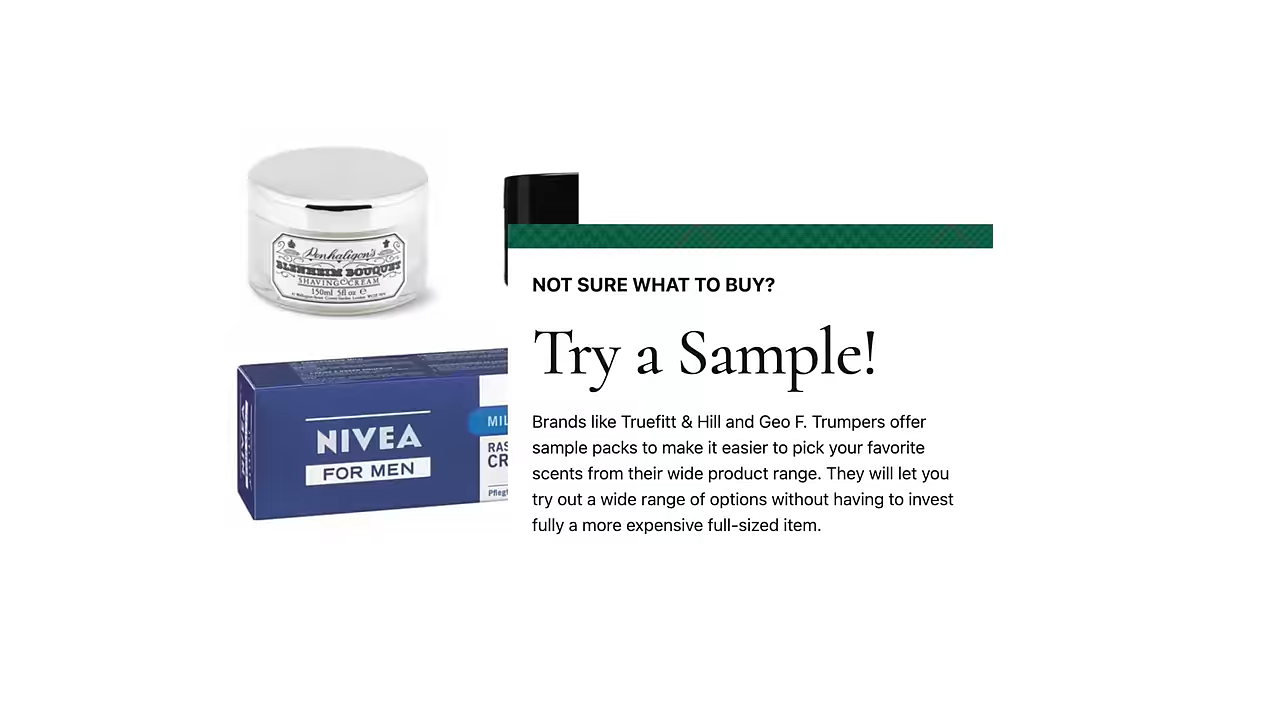 Penhaligon's
BLENHEIM BOUQUET
SHAVING CREAM
150ml 5fl oz ℮
NIVEA
FOR MEN
MIL
RAS
CR
Pfleg
NIVEA
NOT SURE WHAT TO BUY?
Try a Sample!
Brands like Truefitt & Hill and Geo F. Trumpers offer
sample packs to make it easier to pick your favorite
scents from their wide product range. They will let you
try out a wide range of options without having to invest
fully a more expensive full-sized item.